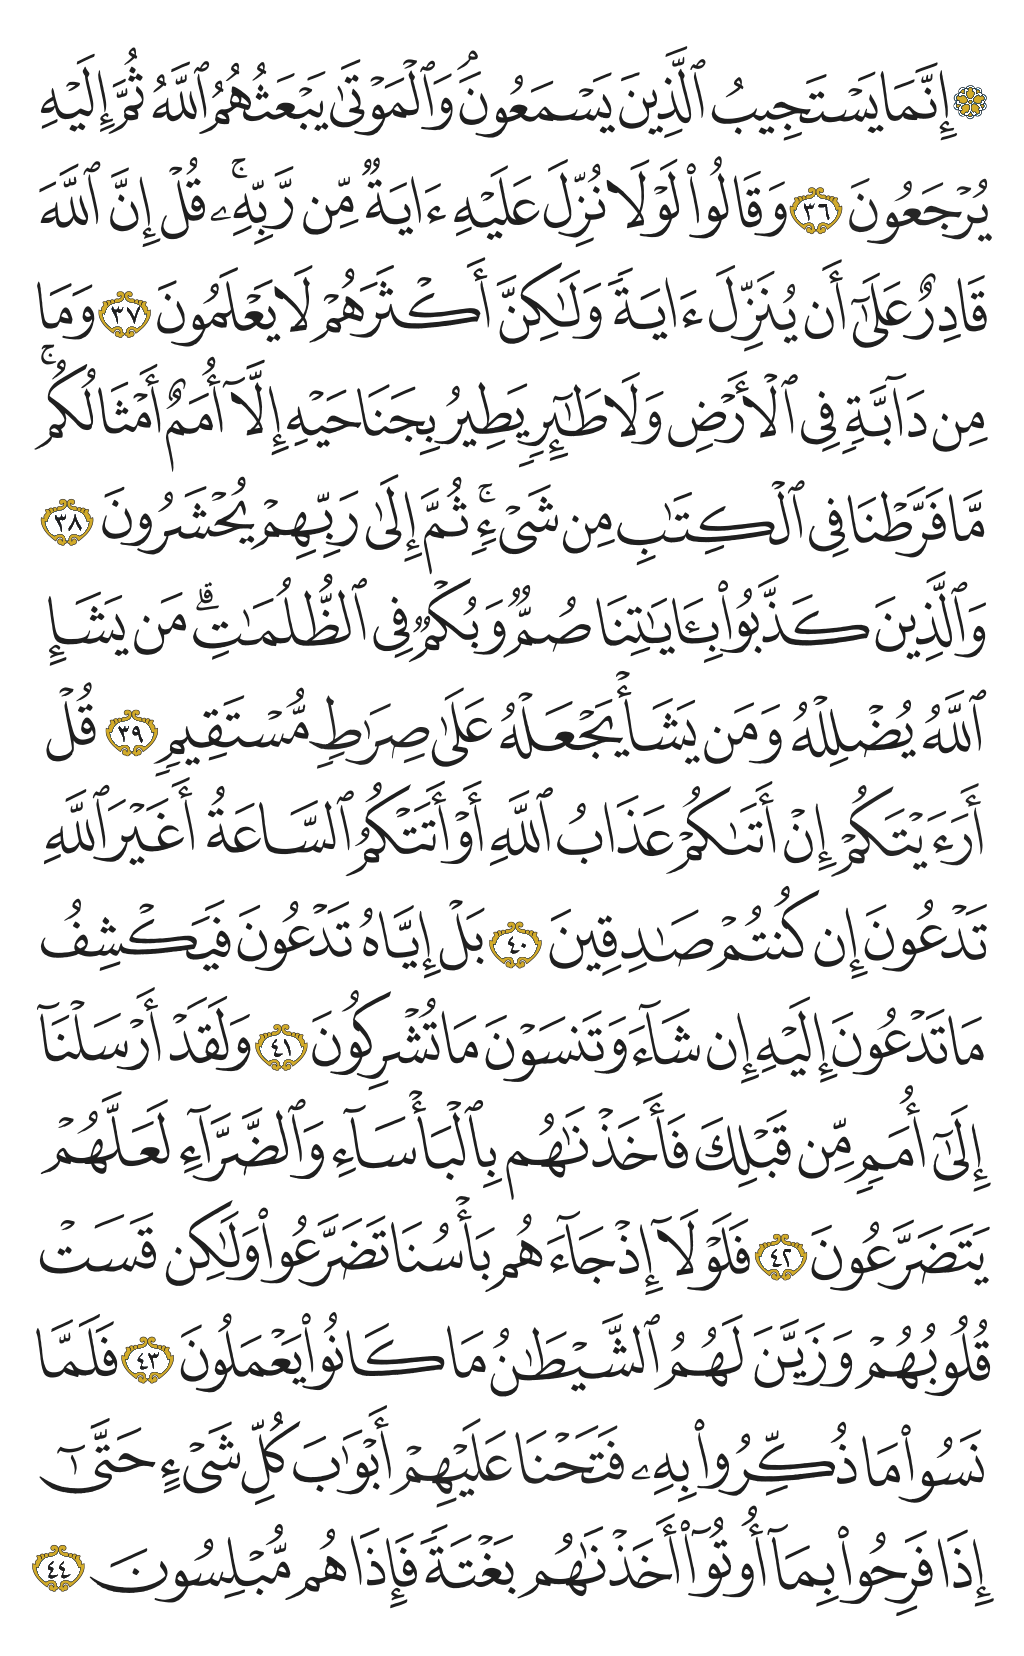 ۞ إِنَّمَا يَسْتَجِيبُ ٱلَّذِينَ يَسْمَعُونَۘ وَٱلْمَوْتَىٰ يَبْعَثُهُمُ ٱللَّهُ ثُمَّ إِلَيْهِ
يُرْجَعُونَ ٣٦ وَقَالُوا۟ لَوْلَا نُزِّلَ عَلَيْهِ ءَايَةٌ مِّن رَّبِّهِۦۚ قُلْ إِنَّ ٱللَّهَ
قَادِرٌ عَلَىٰٓ أَن يُنَزِّلَ ءَايَةً وَلَـٰكِنَّ أَكْثَرَهُمْ لَا يَعْلَمُونَ ٣٧ وَمَا
مِن دَآبَّةٍ فِى ٱلْأَرْضِ وَلَا طَـٰٓئِرٍ يَطِيرُ بِجَنَاحَيْهِ إِلَّآ أُمَمٌ أَمْثَالُكُمۚ
مَّا فَرَّطْنَا فِى ٱلْكِتَـٰبِ مِن شَىْءٍۚ ثُمَّ إِلَىٰ رَبِّهِمْ يُحْشَرُونَ ٣٨
وَٱلَّذِينَ كَذَّبُوا۟ بِـَٔايَـٰتِنَا صُمٌّ وَبُكْمٌ فِى ٱلظُّلُمَـٰتِۗ مَن يَشَإِ
ٱللَّهُ يُضْلِلْهُ وَمَن يَشَأْ يَجْعَلْهُ عَلَىٰ صِرَٰطٍ مُّسْتَقِيمٍ ٣٩ قُلْ
أَرَءَيْتَكُمْ إِنْ أَتَىٰكُمْ عَذَابُ ٱللَّهِ أَوْ أَتَتْكُمُ ٱلسَّاعَةُ أَغَيْرَ ٱللَّهِ
تَدْعُونَ إِن كُنتُمْ صَـٰدِقِينَ ٤٠ بَلْ إِيَّاهُ تَدْعُونَ فَيَكْشِفُ
مَا تَدْعُونَ إِلَيْهِ إِن شَآءَ وَتَنسَوْنَ مَا تُشْرِكُونَ ٤١ وَلَقَدْ أَرْسَلْنَآ
إِلَىٰٓ أُمَمٍ مِّن قَبْلِكَ فَأَخَذْنَـٰهُم بِٱلْبَأْسَآءِ وَٱلضَّرَّآءِ لَعَلَّهُمْ
يَتَضَرَّعُونَ ٤٢ فَلَوْلَآ إِذْ جَآءَهُم بَأْسُنَا تَضَرَّعُوا۟ وَلَـٰكِن قَسَتْ
قُلُوبُهُمْ وَزَيَّنَ لَهُمُ ٱلشَّيْطَـٰنُ مَا كَانُوا۟ يَعْمَلُونَ ٤٣ فَلَمَّا
نَسُوا۟ مَا ذُكِّرُوا۟ بِهِۦ فَتَحْنَا عَلَيْهِمْ أَبْوَٰبَ كُلِّ شَىْءٍ حَتَّىٰٓ
إِذَا فَرِحُوا۟ بِمَآ أُوتُوٓا۟ أَخَذْنَـٰهُم بَغْتَةً فَإِذَا هُم مُّبْلِسُونَ ٤٤